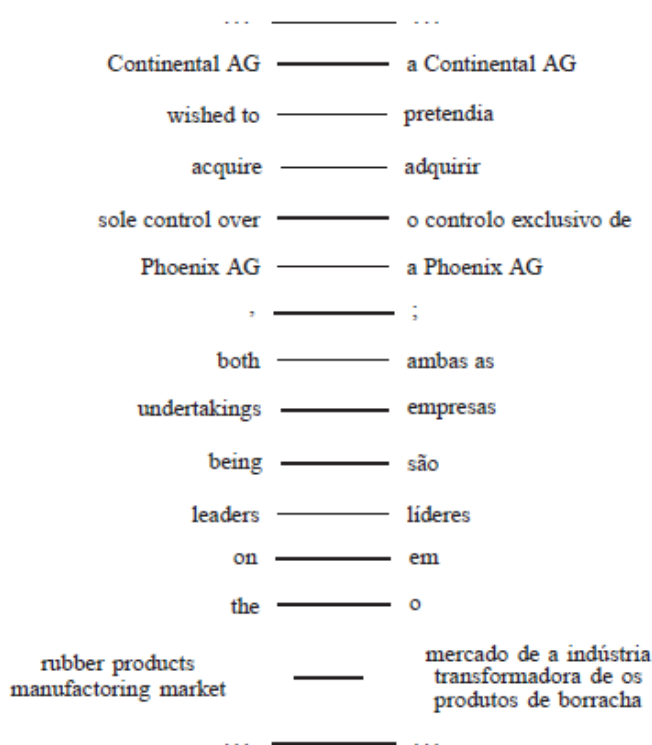 ... ...
Continental AG a Continental AG
wished to pretendia
acquire adquirir
sole control over o controlo exclusivo de
Phoenix AG a Phoenix AG
, ;
both ambas as
undertakings empresas
being são
leaders líderes
on em
the o
rubber products
manufactoring market
mercado de a indústria
transformadora de os
produtos de borracha
... ...